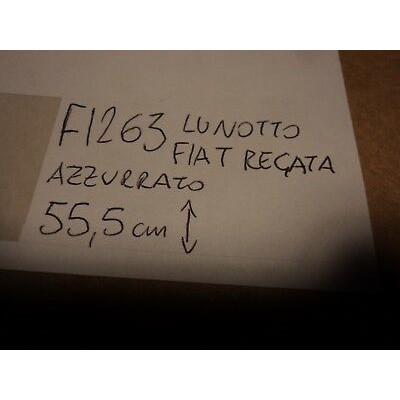 F1263 LUNOTTO
FIAT REGATA
AZZURRATO
55,5 cm ↕